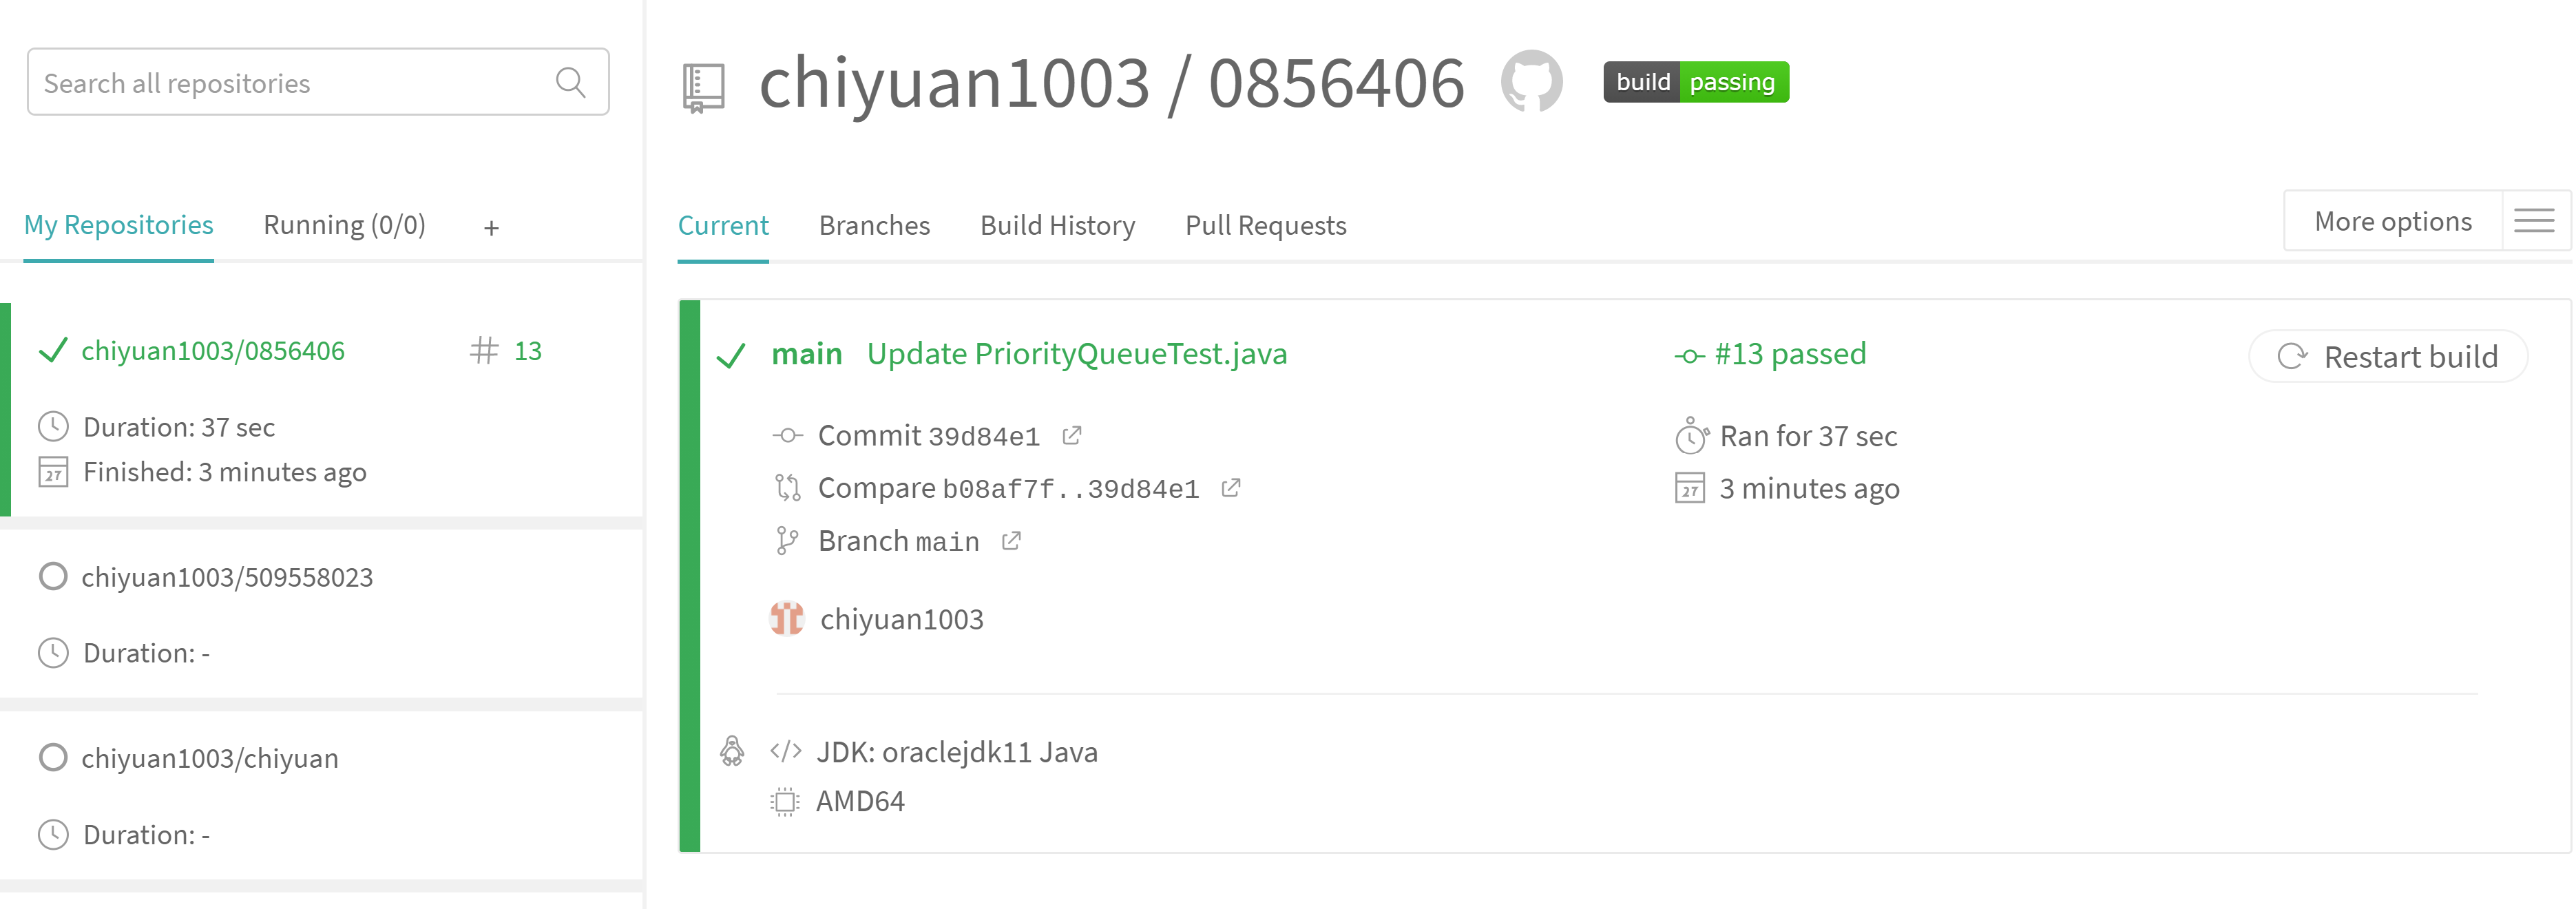 Search all repositories
My Repositories
Running (0/0)
+
chiyuan1003/0856406
# 13
Duration: 37 sec
27
Finished: 3 minutes ago
chiyuan1003/509558023
Duration: -
chiyuan1003/chiyuan
Duration: -
chiyuan1003 / 0856406
build passing
Current
Branches
Build History
Pull Requests
More options
main Update PriorityQueueTest.java
Commit 39d84e1
Compare b08af7f..39d84e1
Branch main
chiyuan1003
#13 passed
Ran for 37 sec
27
3 minutes ago
Restart build
</> JDK: oraclejdk11 Java
AMD64